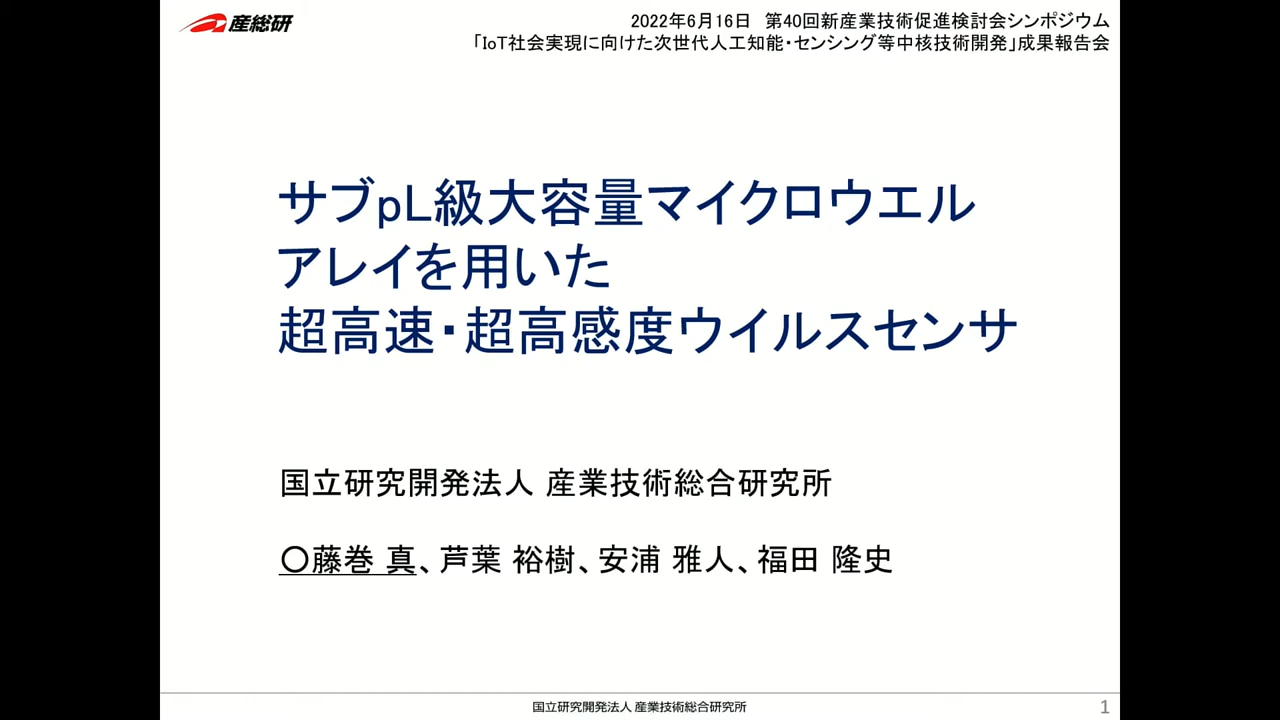 産総研
2022年6月16日 第40回新産業技術促進検討会シンポジウム
「IoT社会実現に向けた次世代人工知能・センシング等中核技術開発」成果報告会
サブpL級大容量マイクロウエル
アレイを用いた
超高速・超高感度ウイルスセンサ
国立研究開発法人 産業技術総合研究所
〇藤巻 真、芦葉 裕樹、安浦 雅人、福田 隆史
国立研究開発法人 産業技術総合研究所
1